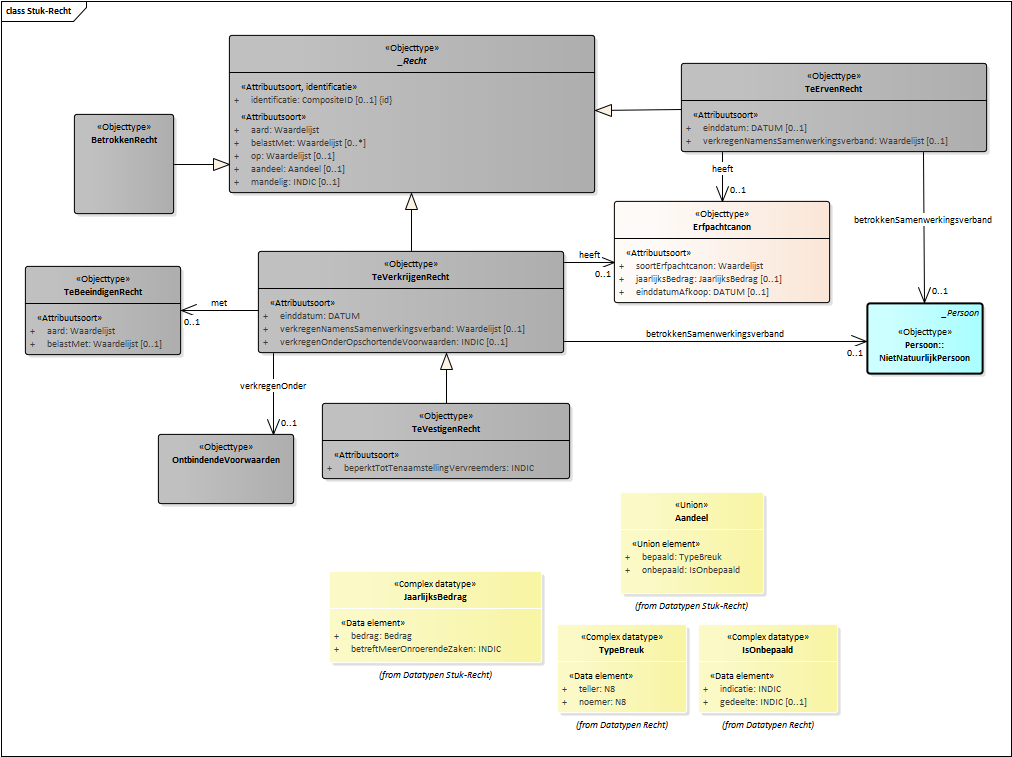 class Stuk-Recht
«Objecttype»
_Recht
«Attribuutsoort, identificatie»
+ identificatie: CompositeID [0..1] {id}
«Attribuutsoort»
+ aard: Waardelijst
+ belastMet: Waardelijst [0..*]
+ op: Waardelijst [0..1]
+ aandeel: Aandeel [0..1]
+ mandelig: INDIC [0..1]
«Objecttype»
TeErvenRecht
«Attribuutsoort»
+ einddatum: DATUM [0..1]
+ verkregenNamensSamenwerkingsverband: Waardelijst [0..1]
«Objecttype»
BetrokkenRecht
heeft
0..1
betrokkenSamenwerkingsverband
0..1
«Objecttype»
Erfpachtcanon
«Attribuutsoort»
+ soortErfpachtcanon: Waardelijst
+ jaarlijksBedrag: JaarlijksBedrag [0..1]
+ einddatumAfkoop: DATUM [0..1]
«Objecttype»
TeVerkrijgenRecht
«Attribuutsoort»
+ einddatum: DATUM
+ verkregenNamensSamenwerkingsverband: Waardelijst [0..1]
+ verkregenOnderOpschortendeVoorwaarden: INDIC [0..1]
heeft
0..1
«Objecttype»
TeBeeindigenRecht
«Attribuutsoort»
+ aard: Waardelijst
+ belastMet: Waardelijst [0..1]
met
0..1
_Persoon
«Objecttype»
Persoon::
NietNatuurlijkPersoon
betrokkenSamenwerkingsverband
0..1
verkregenOnder
0..1
«Objecttype»
OntbindendeVoorwaarden
«Objecttype»
TeVestigenRecht
«Attribuutsoort»
+ beperktTotTenaamstellingVervreemders: INDIC
«Union»
Aandeel
«Union element»
+ bepaald: TypeBreuk
+ onbepaald: IsOnbepaald
(from Datatypen Stuk-Recht)
«Complex datatype»
JaarlijksBedrag
«Data element»
+ bedrag: Bedrag
+ betreftMeerOnroerendeZaken: INDIC
(from Datatypen Stuk-Recht)
«Complex datatype»
TypeBreuk
«Data element»
+ teller: N8
+ noemer: N8
(from Datatypen Recht)
«Complex datatype»
IsOnbepaald
«Data element»
+ indicatie: INDIC
+ gedeelte: INDIC [0..1]
(from Datatypen Recht)